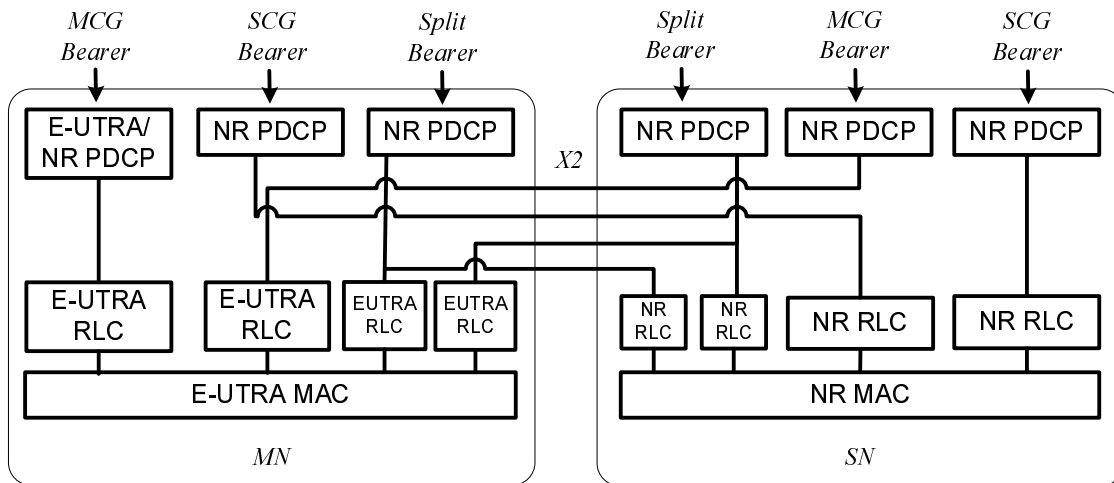 MCG
Bearer
SCG
Bearer
Split
Bearer
Split
Bearer
MCG
Bearer
SCG
Bearer
E-UTRA/
NR PDCP
NR PDCP
NR PDCP
NR PDCP
NR PDCP
NR PDCP
X2
E-UTRA
RLC
E-UTRA
RLC
EUTRA
RLC
EUTRA
RLC
NR
RLC
NR
RLC
NR RLC
NR RLC
E-UTRA MAC
NR MAC
MN
SN